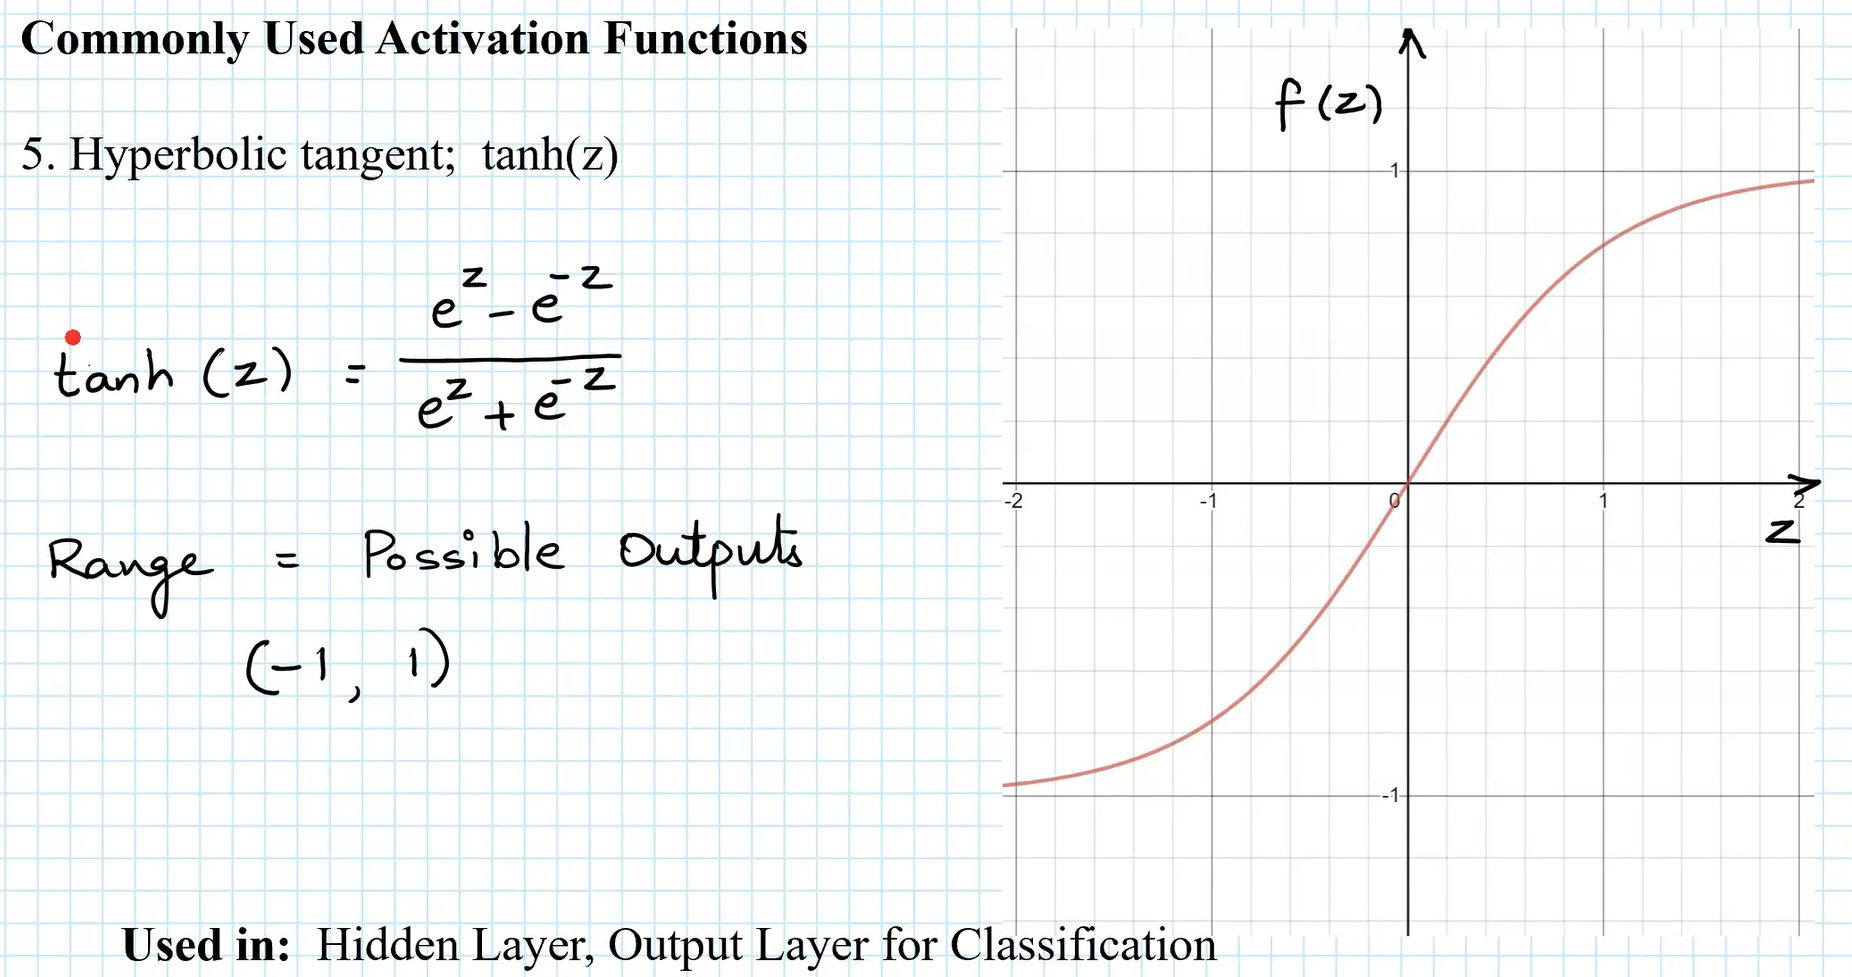 Commonly Used Activation Functions
5. Hyperbolic tangent; tanh(z)
tanh (z) = (e^z - e^-z) / (e^z + e^-z)
Range = Possible Outputs
(-1, 1)
Used in: Hidden Layer, Output Layer for Classification
f(z)
1
-2 -1 0 1 2
z
-1